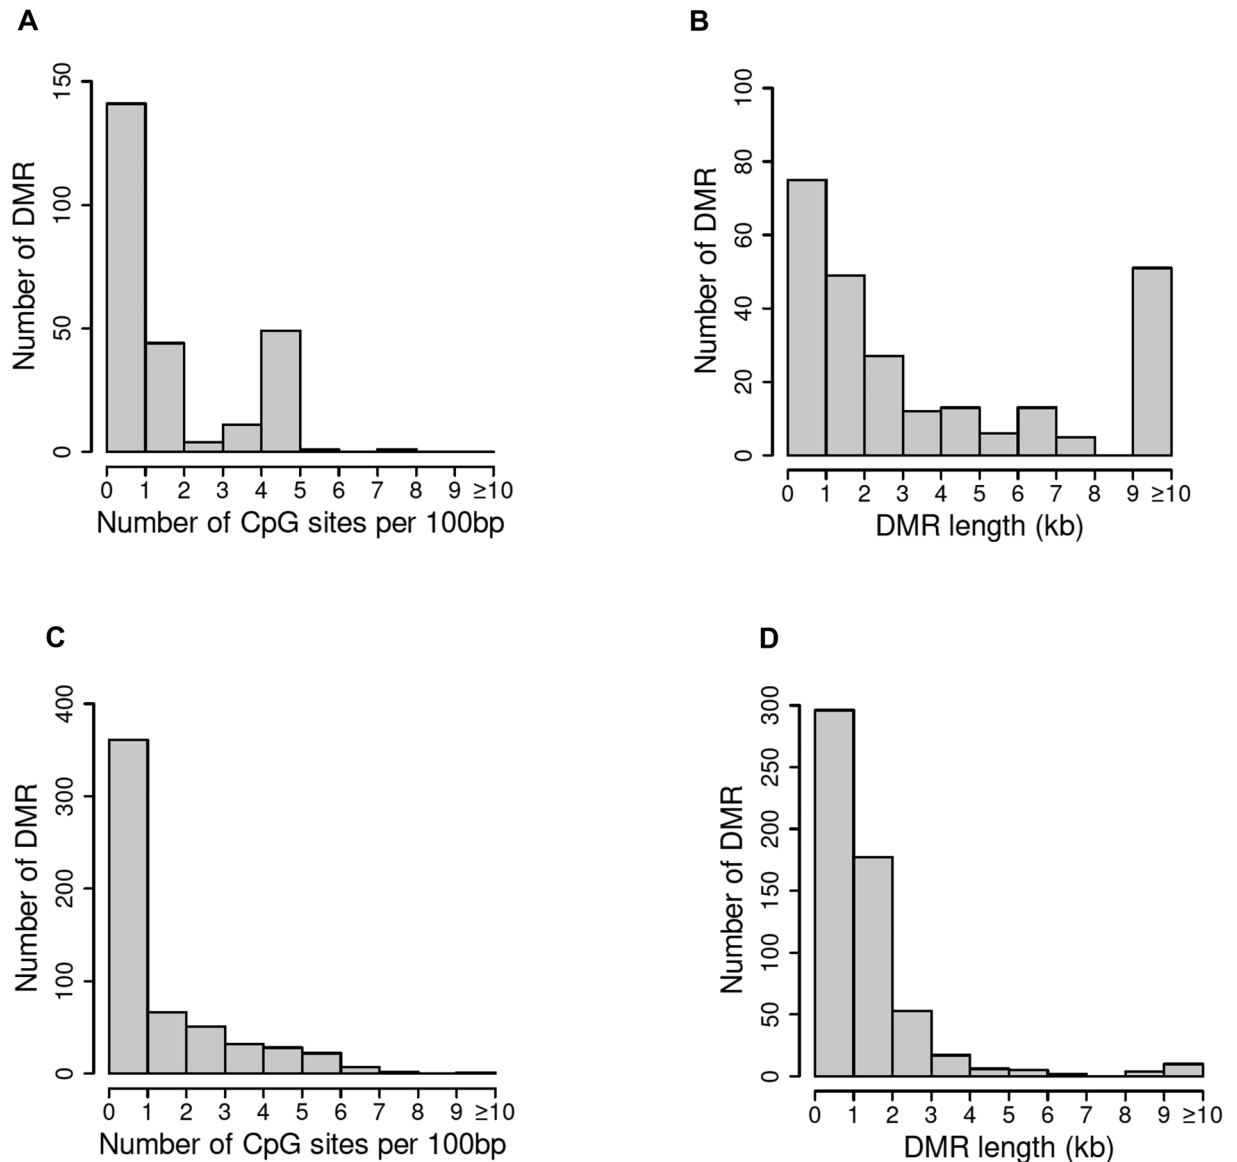 A
Number of DMR
150
100
50
0
0 1 2 3 4 5 6 7 8 9 ≥10
Number of CpG sites per 100bp
B
Number of DMR
100
80
60
40
20
0
0 1 2 3 4 5 6 7 8 9 ≥10
DMR length (kb)
C
Number of DMR
400
300
200
100
0
0 1 2 3 4 5 6 7 8 9 ≥10
Number of CpG sites per 100bp
D
Number of DMR
300
250
200
150
100
50
0
0 1 2 3 4 5 6 7 8 9 ≥10
DMR length (kb)